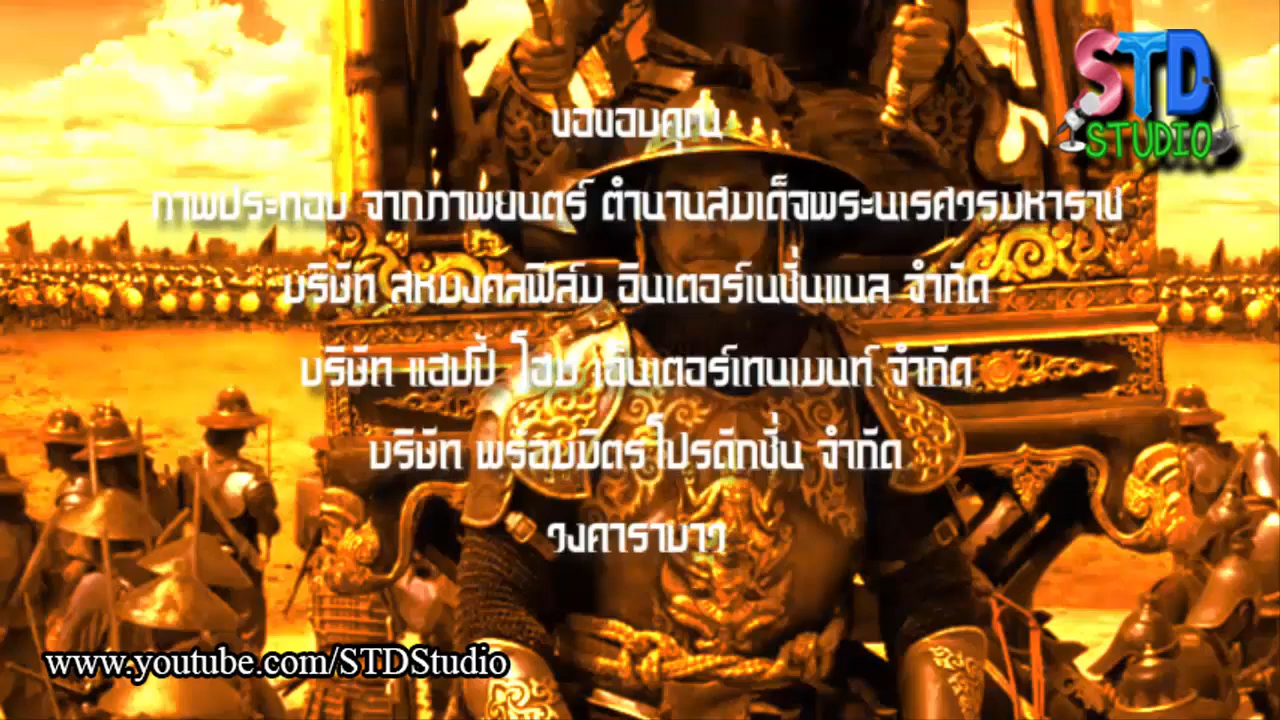 STD
STUDIO
ขอขอบคุณ
ภาพประกอบ จากภาพยนตร์ ตำนานสมเด็จพระนเรศวรมหาราช
บริษัท สหมงคลฟิล์ม อินเตอร์เนชั่นแนล จำกัด
บริษัท แฮปปี้ โฮม เอ็นเตอร์เทนเมนท์ จำกัด
บริษัท พร้อมมิตรโปรดักชั่น จำกัด
วงคาราบาว
www.youtube.com/STDStudio